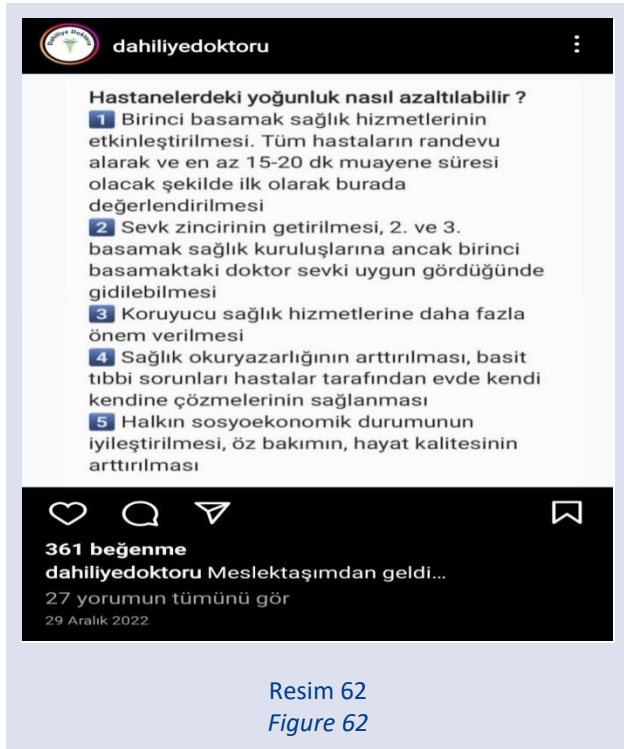 Dahiliye Doktoru
dahiliyedoktoru
Hastanelerdeki yoğunluk nasıl azaltılabilir ?
1 Birinci basamak sağlık hizmetlerinin
etkinleştirilmesi. Tüm hastaların randevu
alarak ve en az 15-20 dk muayene süresi
olacak şekilde ilk olarak burada
değerlendirilmesi
2 Sevk zincirinin getirilmesi, 2. ve 3.
basamak sağlık kuruluşlarına ancak birinci
basamaktaki doktor sevki uygun gördüğünde
gidilebilmesi
3 Koruyucu sağlık hizmetlerine daha fazla
önem verilmesi
4 Sağlık okuryazarlığının arttırılması, basit
tıbbi sorunları hastalar tarafından evde kendi
kendine çözmelerinin sağlanması
5 Halkın sosyoekonomik durumunun
iyileştirilmesi, öz bakımın, hayat kalitesinin
arttırılması
361 beğenme
dahiliyedoktoru Meslektaşımdan geldi...
27 yorumun tümünü gör
29 Aralık 2022
Resim 62
Figure 62